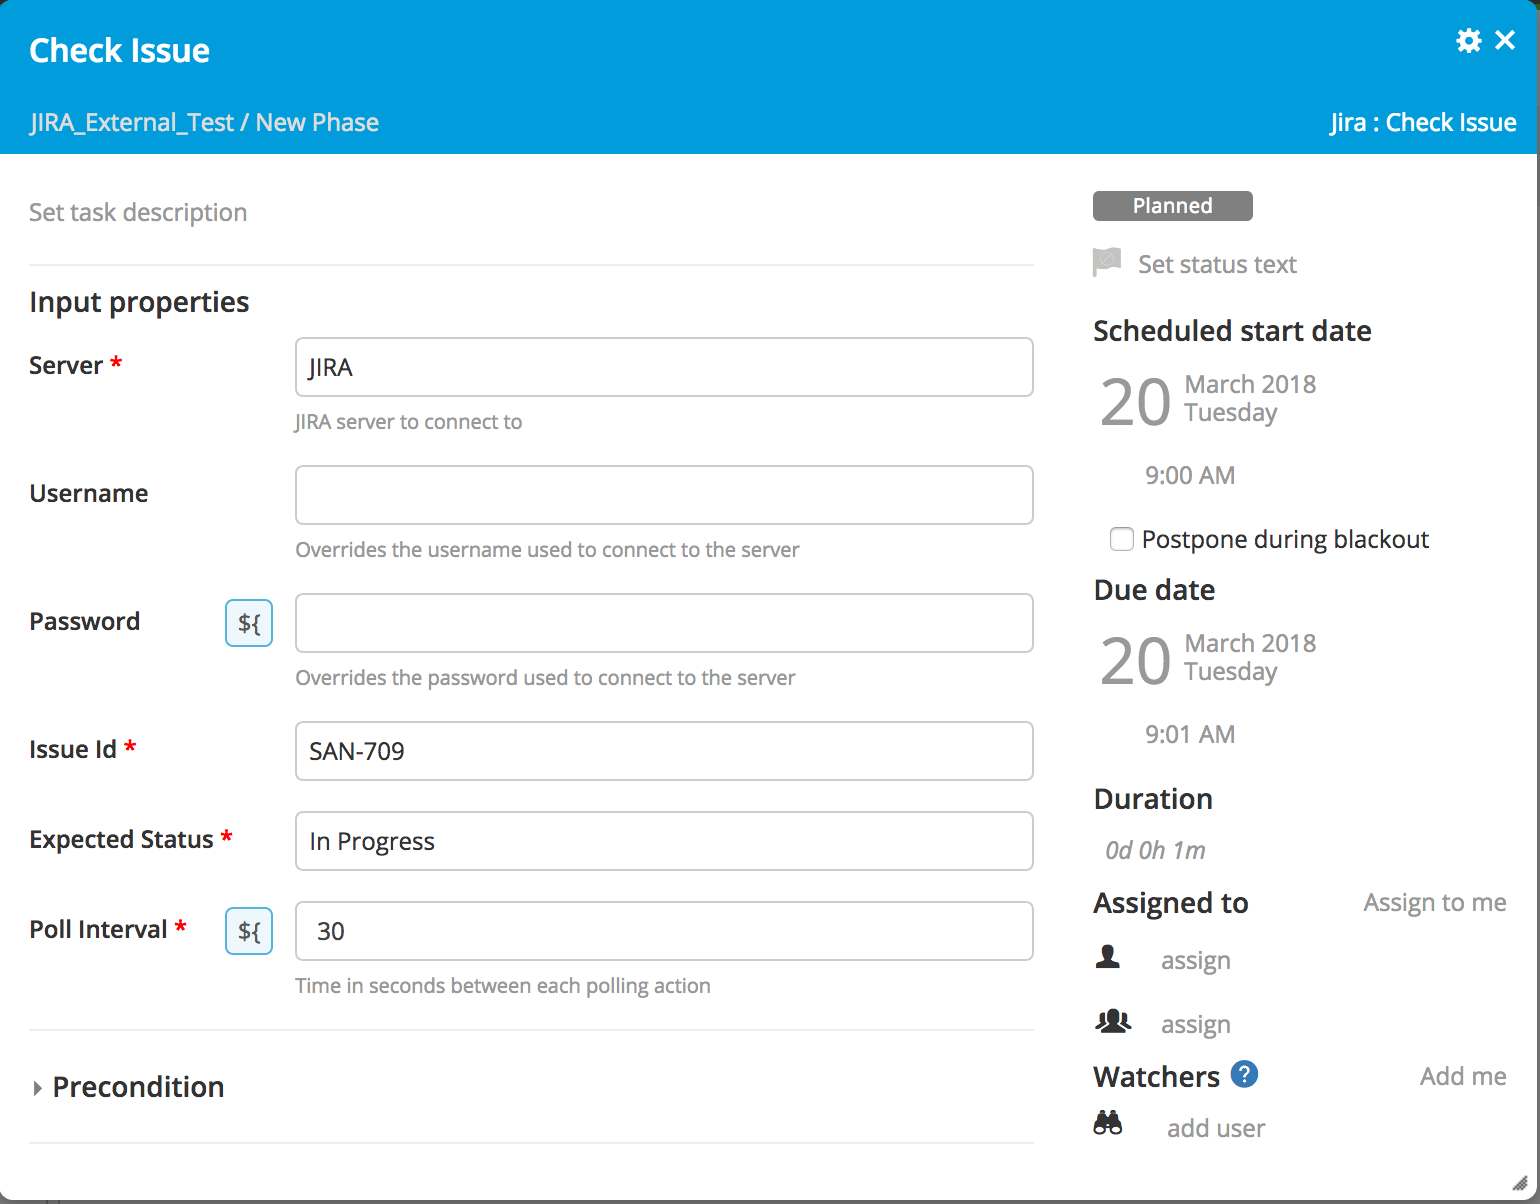 Check Issue
JIRA_External_Test / New Phase
Jira : Check Issue
Set task description
Input properties
Server *
JIRA
JIRA server to connect to
Username
Overrides the username used to connect to the server
Password
${
Overrides the password used to connect to the server
Issue Id *
SAN-709
Expected Status *
In Progress
Poll Interval *
${
30
Time in seconds between each polling action
Precondition
Planned
Set status text
Scheduled start date
20
March 2018
Tuesday
9:00 AM
Postpone during blackout
Due date
20
March 2018
Tuesday
9:01 AM
Duration
0d 0h 1m
Assigned to
Assign to me
assign
assign
Watchers ?
Add me
add user